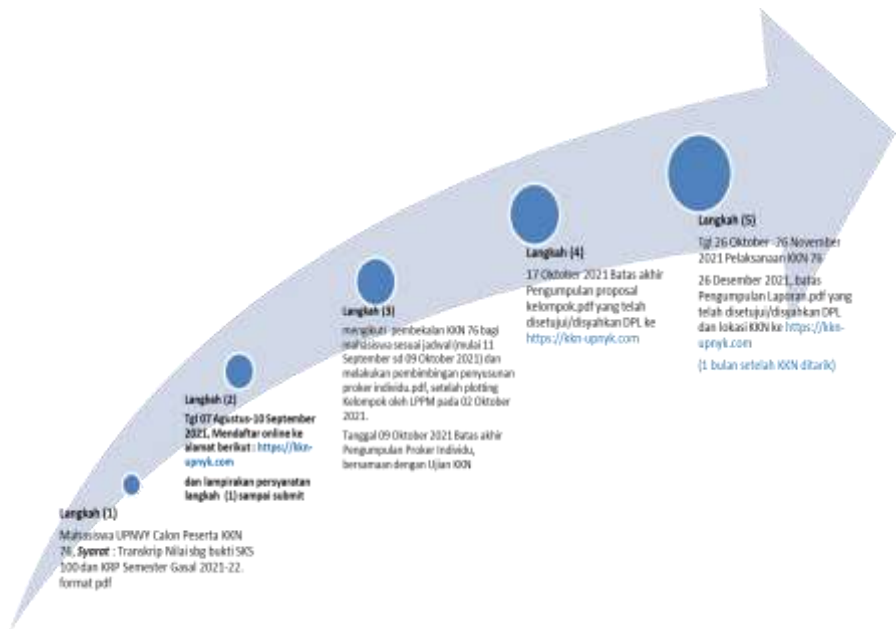 Langkah (1)
Mahasiswa UPNVY Calon Peserta KKN
76, Syarat : Transkrip Nilai sbg bukti SKS
100 dan KRP Semester Gasal 2021-22.
format pdf
Langkah (2)
Tgl 07 Agustus-10 September
2021, Mendaftar online ke
alamat berikut : https://kkn-
upnyk.com
dan lampirakan persyaratan
langkah (1) sampai submit
Langkah (3)
mengikuti pembekalan KKN 76 bagi
mahasiswa sesuai jadwal (mulai 11
September sd 09 Oktober 2021) dan
melakukan pembimbingan penyusunan
proker individu.pdf, setelah plotting
Kelompok oleh LPPM pada 02 Oktober
2021.
Tanggal 09 Oktober 2021 Batas akhir
Pengumpulan Proker Individu,
bersamaan dengan Ujian KKN
Langkah (4)
17 Oktober 2021 Batas akhir
Pengumpulan proposal
kelompok.pdf yang telah
disetujui/disyahkan DPL ke
https://kkn-upnyk.com
Langkah (5)
Tgl 26 Oktober -26 November
2021 Pelaksanaan KKN 76
26 Desember 2021, batas
Pengumpulan Laporan.pdf yang
telah disetujui/disyahkan DPL
dan lokasi KKN ke https://kkn-
upnyk.com
(1 bulan setelah KKN ditarik)